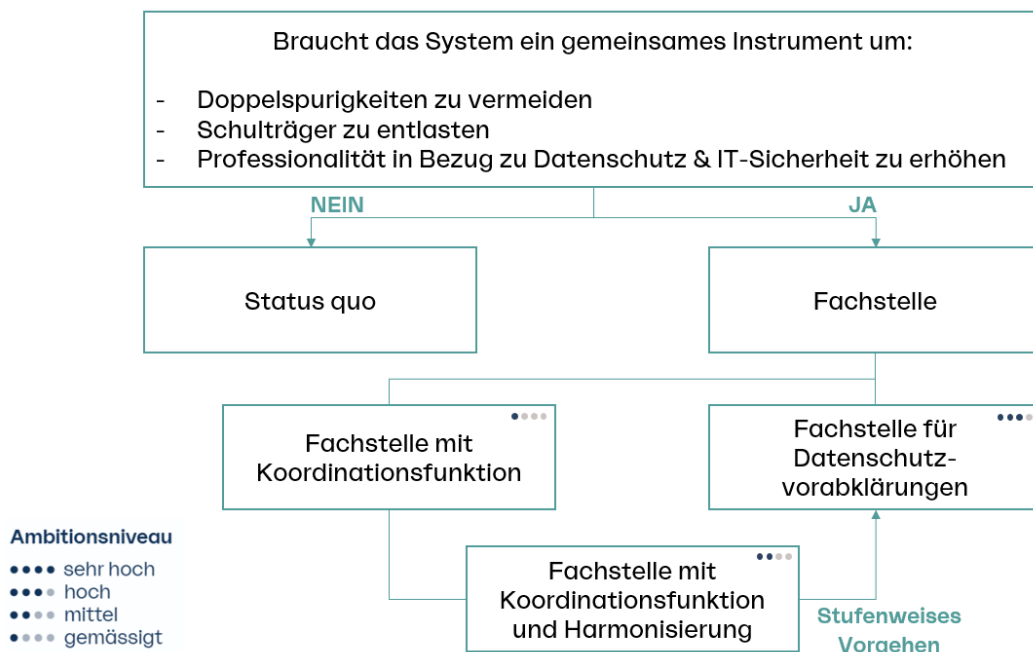 Braucht das System ein gemeinsames Instrument um:
- Doppelspurigkeiten zu vermeiden
- Schulträger zu entlasten
- Professionalität in Bezug zu Datenschutz & IT-Sicherheit zu erhöhen
NEIN
JA
Status quo
Fachstelle
Fachstelle mit
Koordinationsfunktion
Fachstelle für
Datenschutz-
vorabklärungen
Fachstelle mit
Koordinationsfunktion
und Harmonisierung
Stufenweises
Vorgehen
Ambitionsniveau
sehr hoch
hoch
mittel
gemässigt